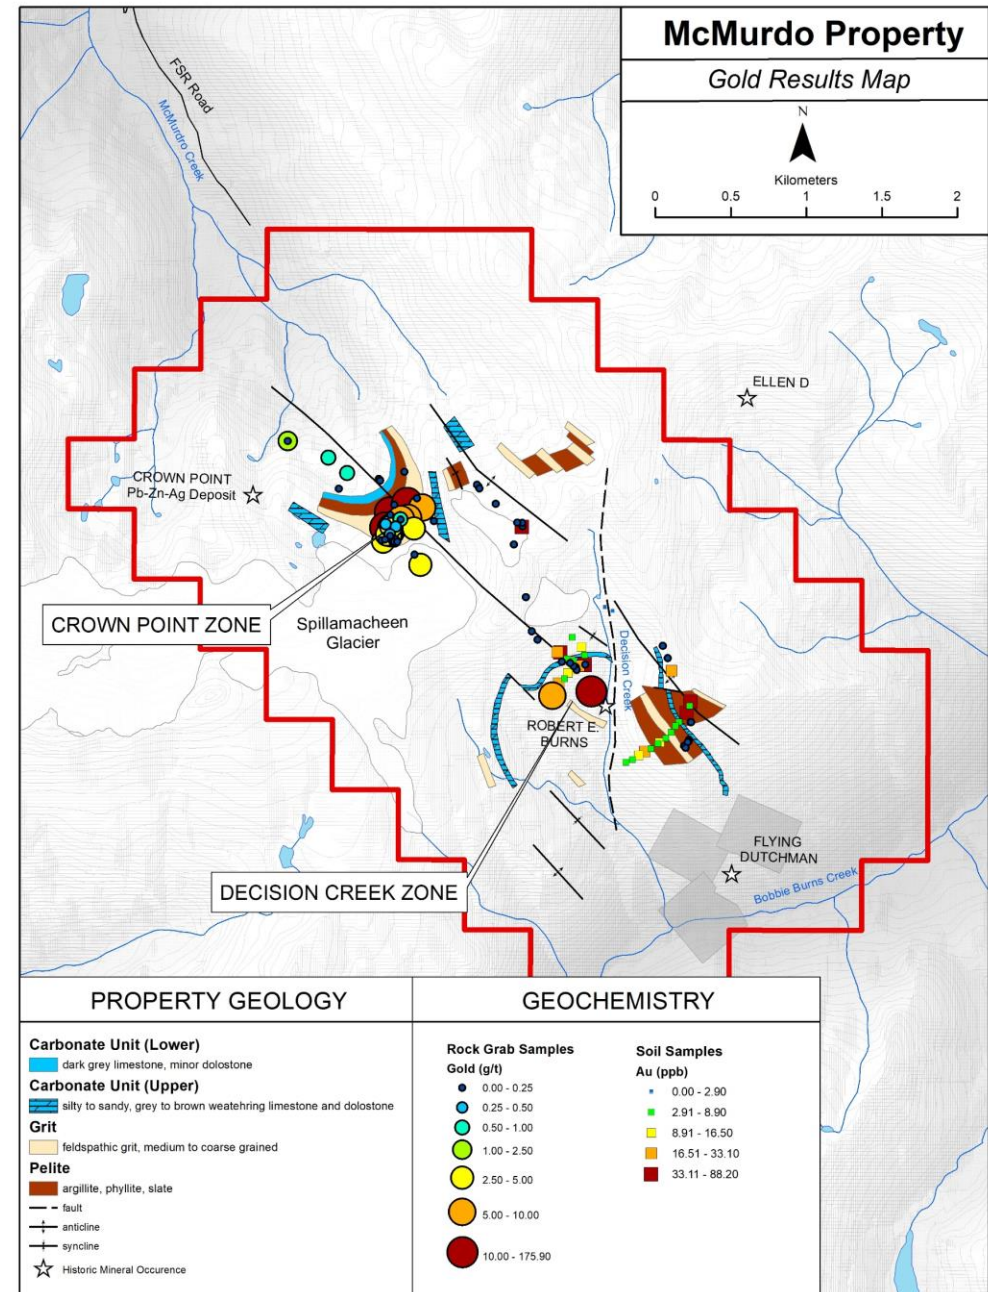 McMurdo Property
Gold Results Map
N
Kilometers
0 0.5 1 1.5 2
FSR Road
McMurdro Creek
ELLEN D
CROWN POINT
Pb-Zn-Ag Deposit
CROWN POINT ZONE
Spillamacheen
Glacier
Decision Creek
ROBERT E.
BURNS
FLYING
DUTCHMAN
DECISION CREEK ZONE
Bobbie Burns Creek
PROPERTY GEOLOGY
Carbonate Unit (Lower)
dark grey limestone, minor dolostone
Carbonate Unit (Upper)
silty to sandy, grey to brown weatehring limestone and dolostone
Grit
feldspathic grit, medium to coarse grained
Pelite
argillite, phyllite, slate
fault
anticline
syncline
Historic Mineral Occurence
GEOCHEMISTRY
Rock Grab Samples
Gold (g/t)
0.00 - 0.25
0.25 - 0.50
0.50 - 1.00
1.00 - 2.50
2.50 - 5.00
5.00 - 10.00
10.00 - 175.90
Soil Samples
Au (ppb)
0.00 - 2.90
2.91 - 8.90
8.91 - 16.50
16.51 - 33.10
33.11 - 88.20